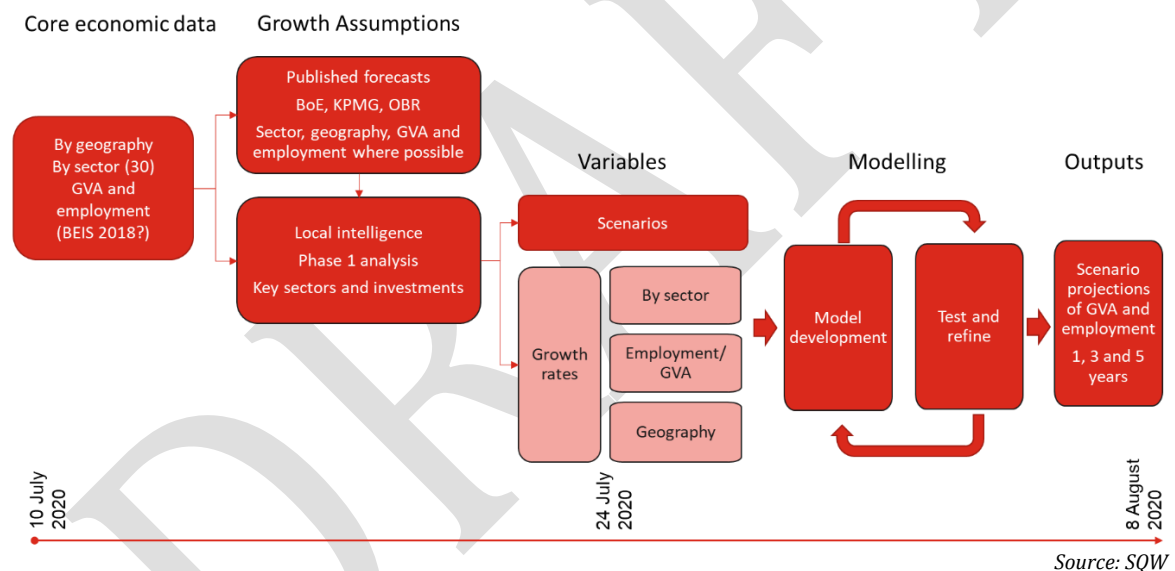 Core economic data
Growth Assumptions
Published forecasts
BoE, KPMG, OBR
Sector, geography, GVA and
employment where possible
By geography
By sector (30)
GVA and
employment
(BEIS 2018?)
Local intelligence
Phase 1 analysis
Key sectors and investments
Variables
Scenarios
Growth
rates
By sector
Employment/
GVA
Geography
Modelling
Model
development
Test and
refine
Outputs
Scenario
projections
of GVA and
employment
1, 3 and 5
years
10 July
2020
24 July
2020
8 August
2020
Source: SQW
DRAFT